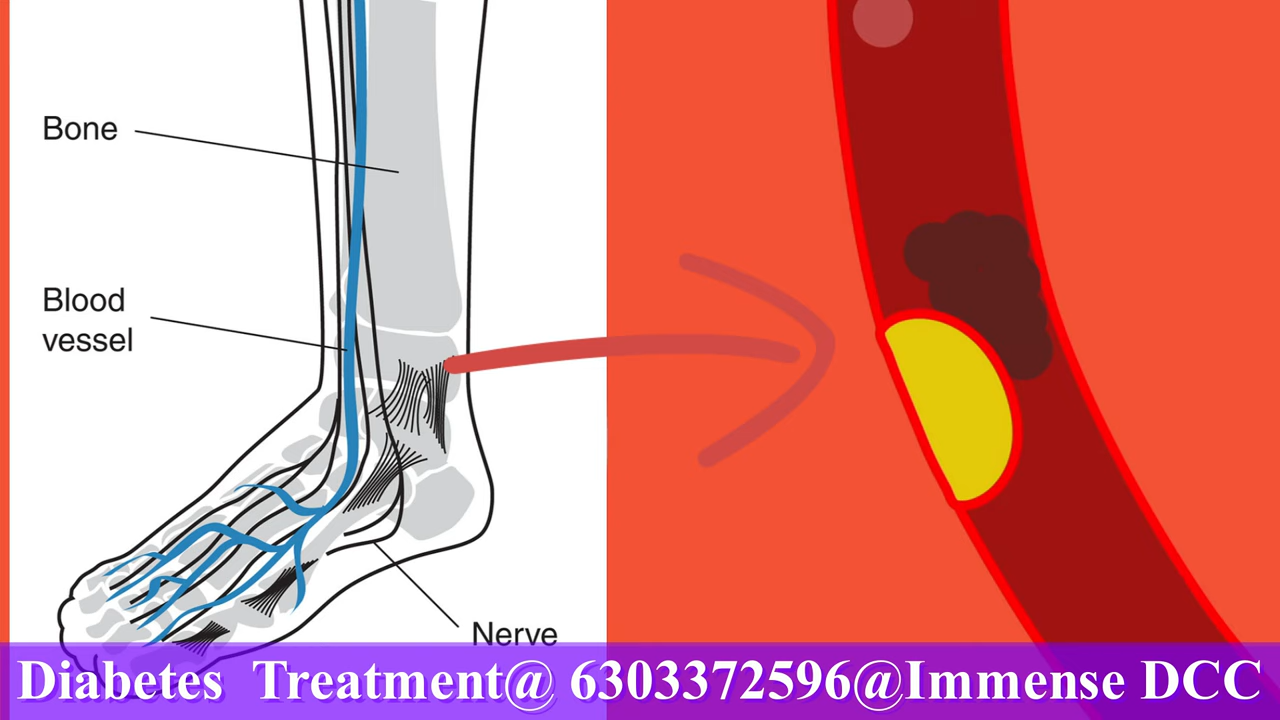 Bone
Blood
vessel
Nerve
Diabetes Treatment@ 6303372596@Immense DCC